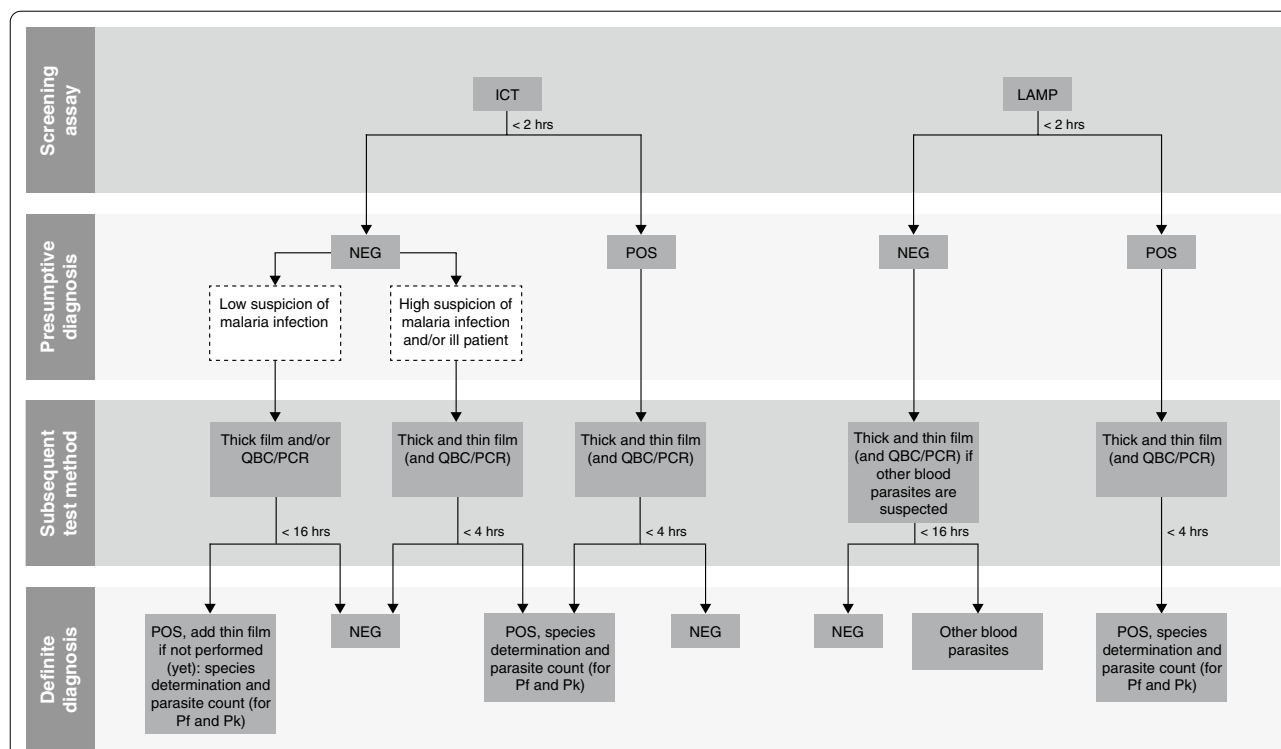 Screening
assay
ICT
LAMP
< 2 hrs
< 2 hrs
Presumptive
diagnosis
NEG
POS
NEG
POS
Low suspicion of
malaria infection
High suspicion of
malaria infection
and/or ill patient
Subsequent
test method
Thick film and/or
QBC/PCR
Thick and thin film
(and QBC/PCR)
Thick and thin film
(and QBC/PCR)
Thick and thin film
(and QBC/PCR) if
other blood
parasites are
suspected
Thick and thin film
(and QBC/PCR)
< 16 hrs
< 4 hrs
< 4 hrs
< 16 hrs
< 4 hrs
Definite
diagnosis
POS, add thin film
if not performed
(yet): species
determination and
parasite count (for
Pf and Pk)
NEG
POS, species
determination and
parasite count (for
Pf and Pk)
NEG
NEG
Other blood
parasites
POS, species
determination and
parasite count (for
Pf and Pk)